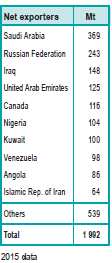 Net exporters Mt
Saudi Arabia 369
Russian Federation 243
Iraq 148
United Arab Emirates 125
Canada 116
Nigeria 104
Kuwait 100
Venezuela 98
Angola 86
Islamic Rep. of Iran 64
Others 539
Total 1 992
2015 data